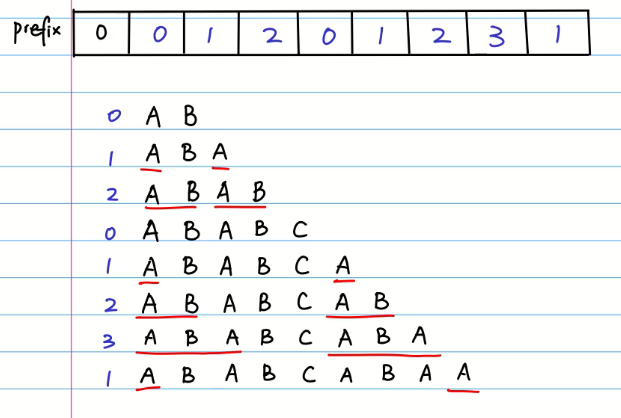 prefix 0 0 1 2 0 1 2 3 1
0 A B
1 A B A
2 A B A B
0 A B A B C
1 A B A B C A
2 A B A B C A B
3 A B A B C A B A
1 A B A B C A B A A